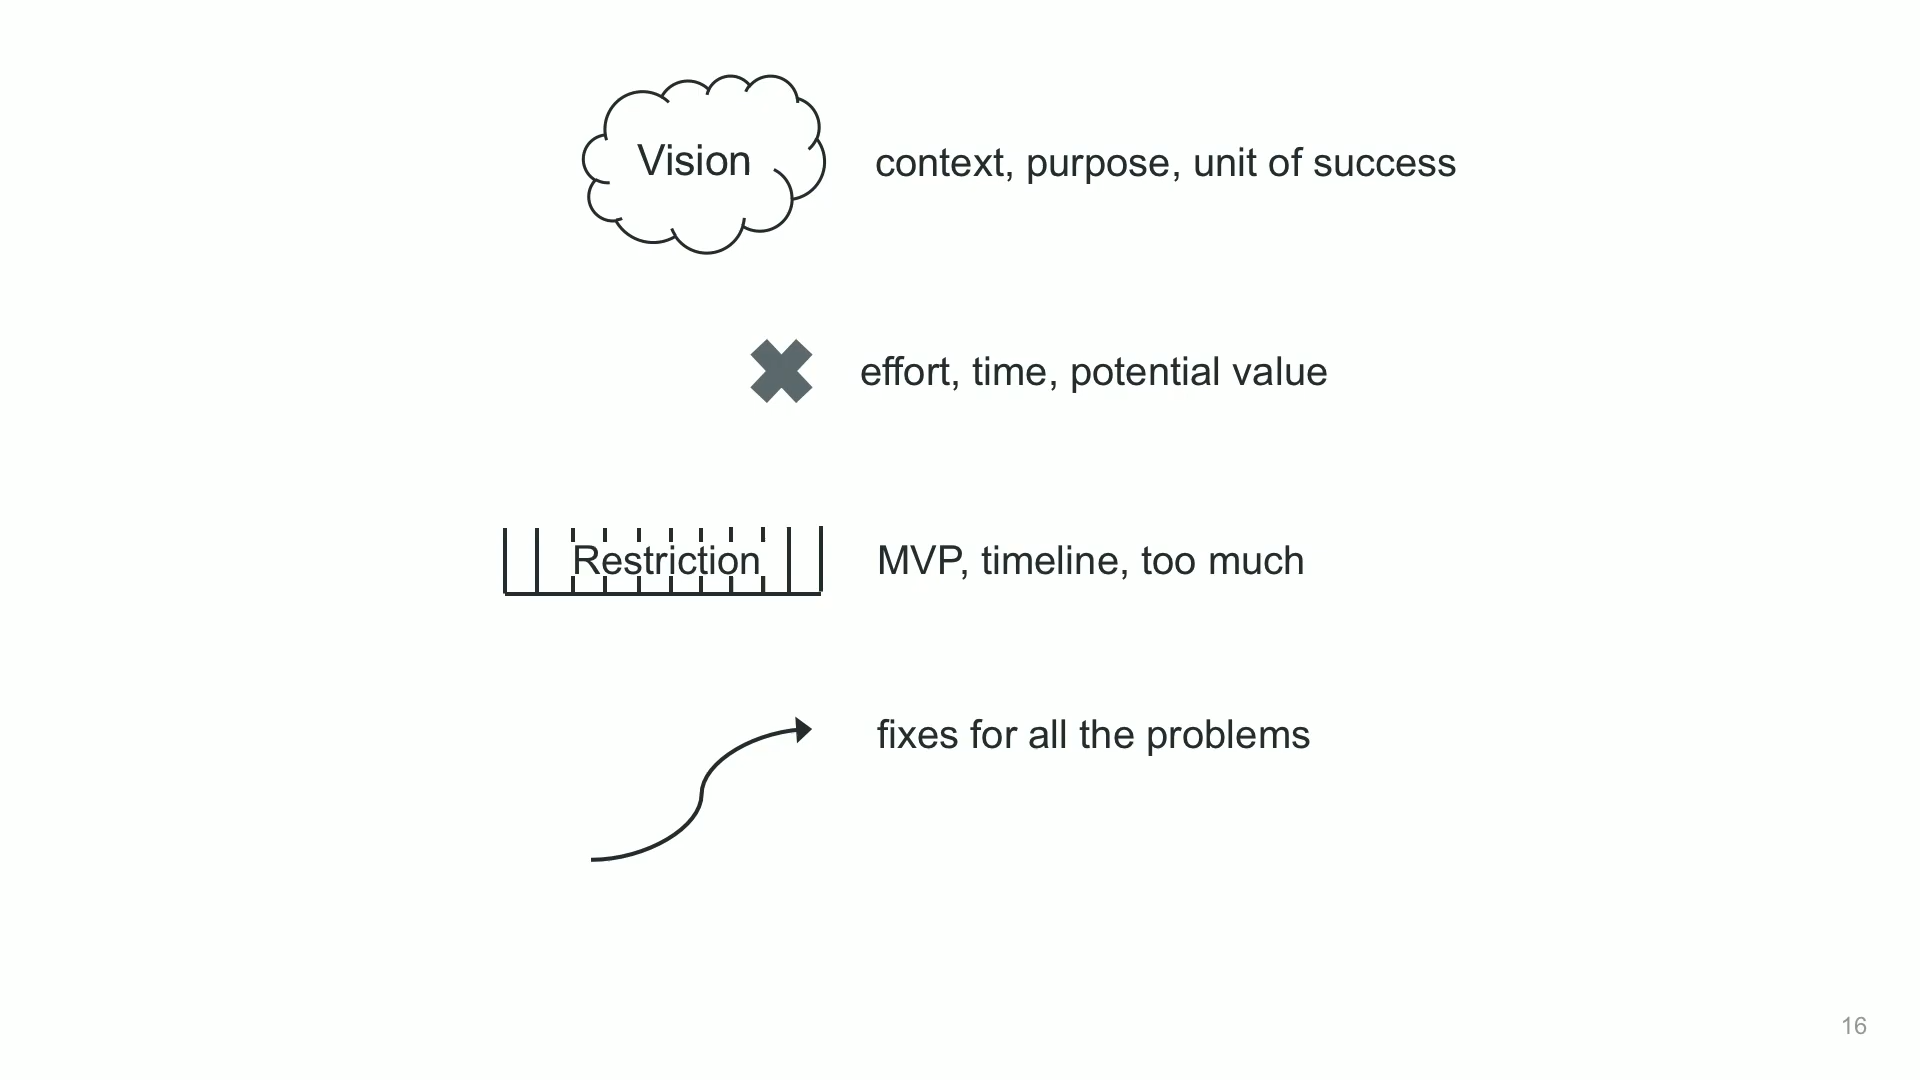 Vision
context, purpose, unit of success
effort, time, potential value
Restriction
MVP, timeline, too much
fixes for all the problems
16